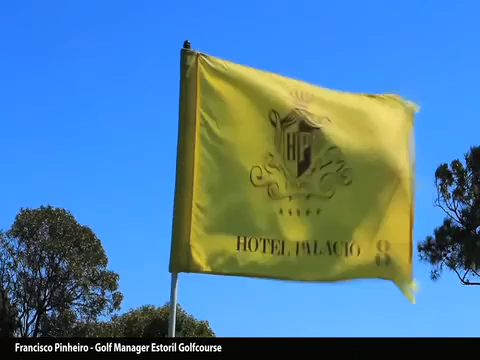 HP
HOTEL PALACIO 8
Francisco Pinheiro - Golf Manager Estoril Golfcourse